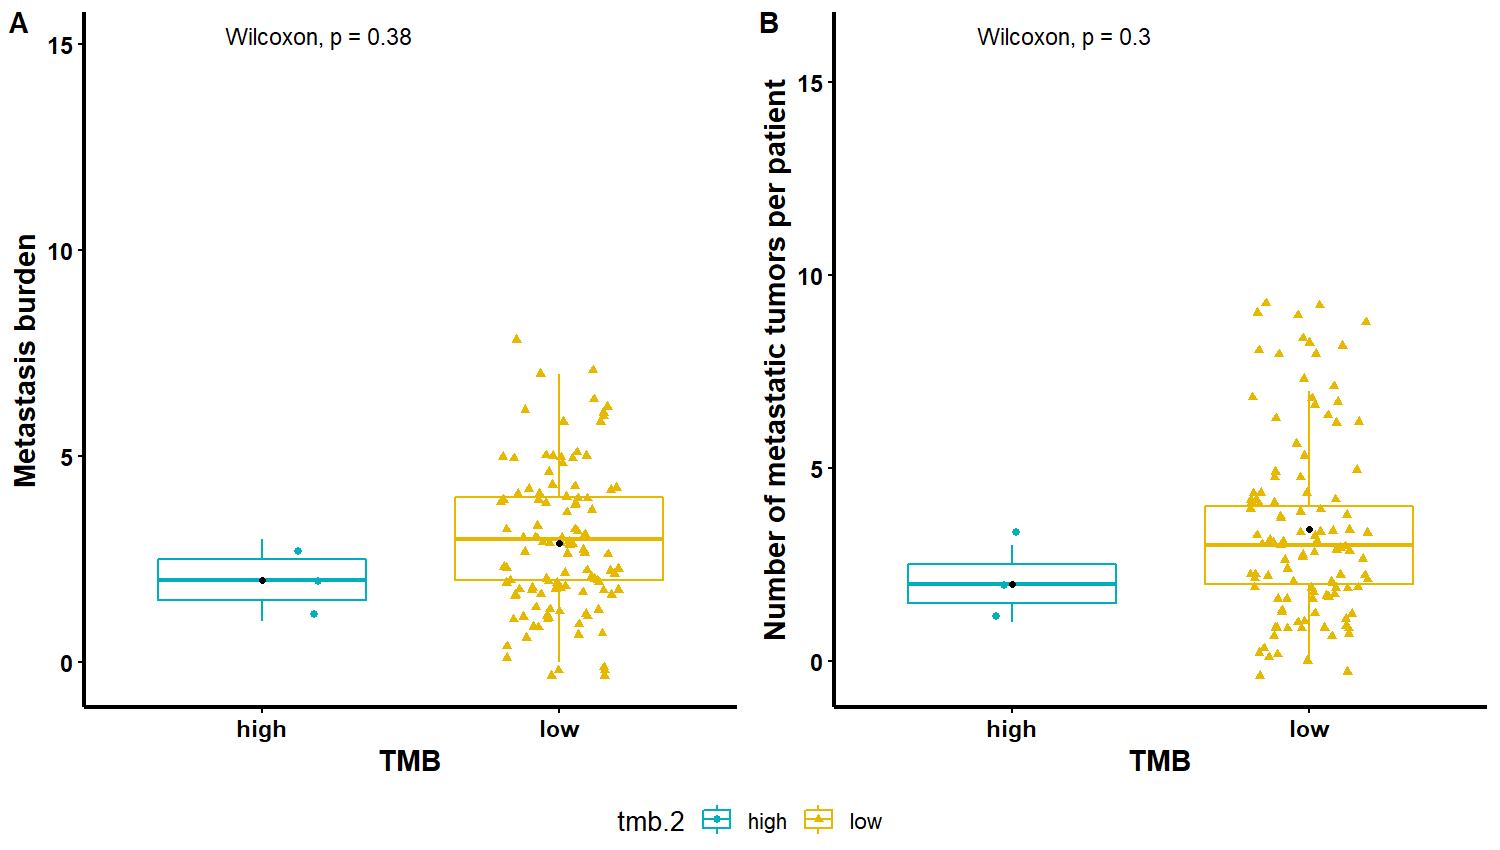 A
Wilcoxon, p = 0.38
Metastasis burden
15
10
5
0
high
low
TMB
B
Wilcoxon, p = 0.3
Number of metastatic tumors per patient
15
10
5
0
high
low
TMB
tmb.2 high low